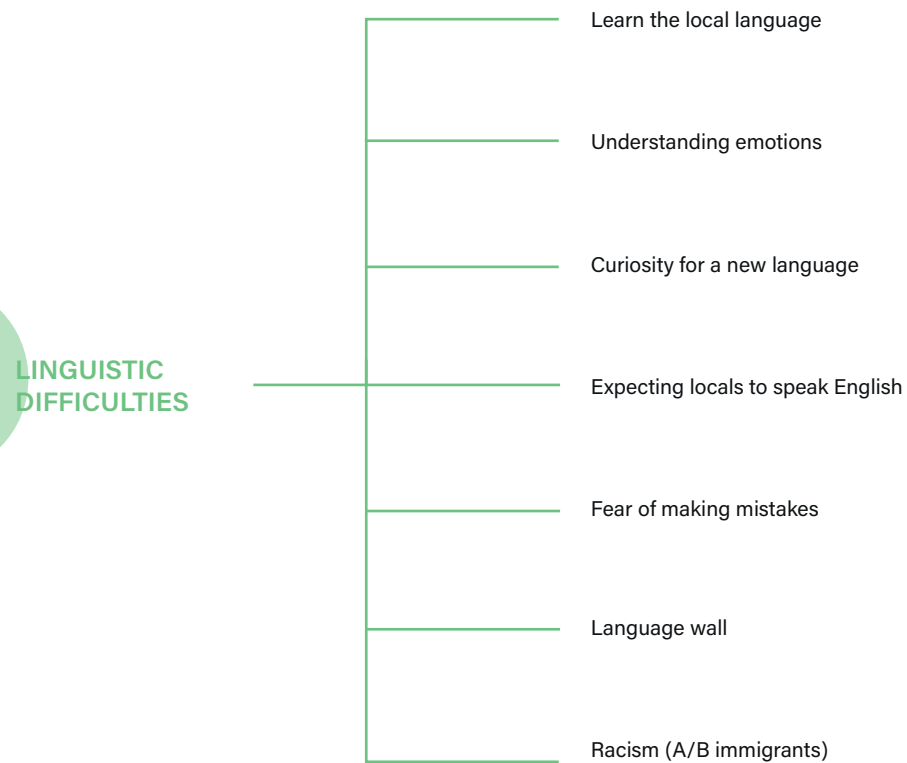 Learn the local language
Understanding emotions
Curiosity for a new language
LINGUISTIC
DIFFICULTIES
Expecting locals to speak English
Fear of making mistakes
Language wall
Racism (A/B immigrants)